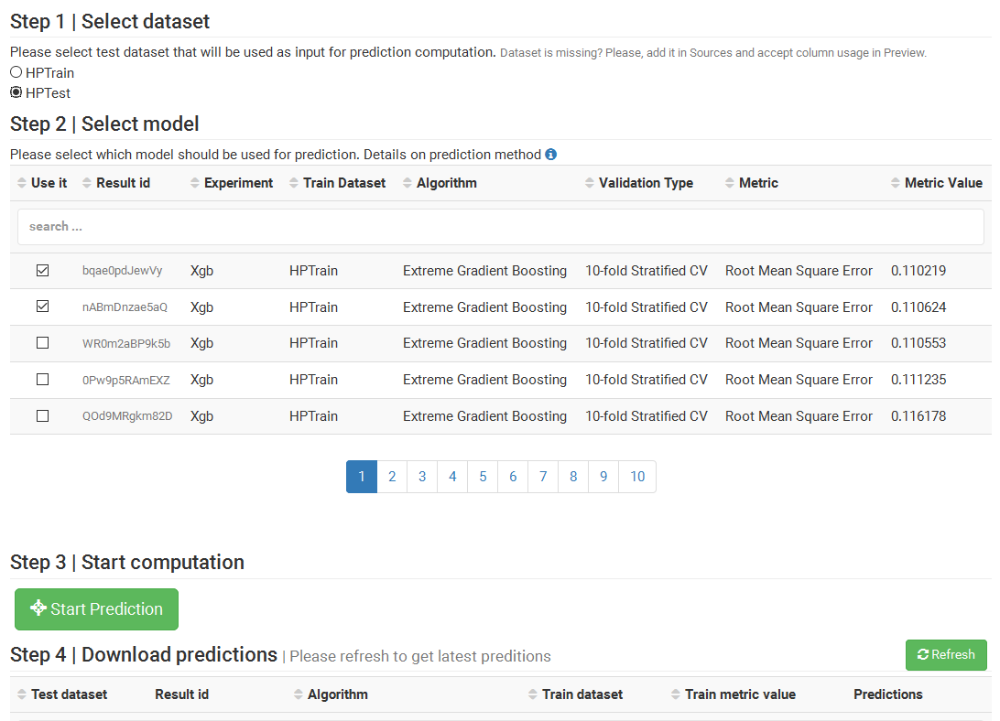 Step 1 | Select dataset
Please select test dataset that will be used as input for prediction computation. Dataset is missing? Please, add it in Sources and accept column usage in Preview.
HPTrain
HPTest
Step 2 | Select model
Please select which model should be used for prediction. Details on prediction method
Use it Result id Experiment Train Dataset Algorithm Validation Type Metric Metric Value
search ...
bqae0pdJewVy Xgb HPTrain Extreme Gradient Boosting 10-fold Stratified CV Root Mean Square Error 0.110219
nABmDnzae5aQ Xgb HPTrain Extreme Gradient Boosting 10-fold Stratified CV Root Mean Square Error 0.110624
WR0m2aBP9k5b Xgb HPTrain Extreme Gradient Boosting 10-fold Stratified CV Root Mean Square Error 0.110553
0Pw9p5RAmEXZ Xgb HPTrain Extreme Gradient Boosting 10-fold Stratified CV Root Mean Square Error 0.111235
QOd9MRgkm82D Xgb HPTrain Extreme Gradient Boosting 10-fold Stratified CV Root Mean Square Error 0.116178
1 2 3 4 5 6 7 8 9 10
Step 3 | Start computation
Start Prediction
Step 4 | Download predictions | Please refresh to get latest preditions
Refresh
Test dataset Result id Algorithm Train dataset Train metric value Predictions